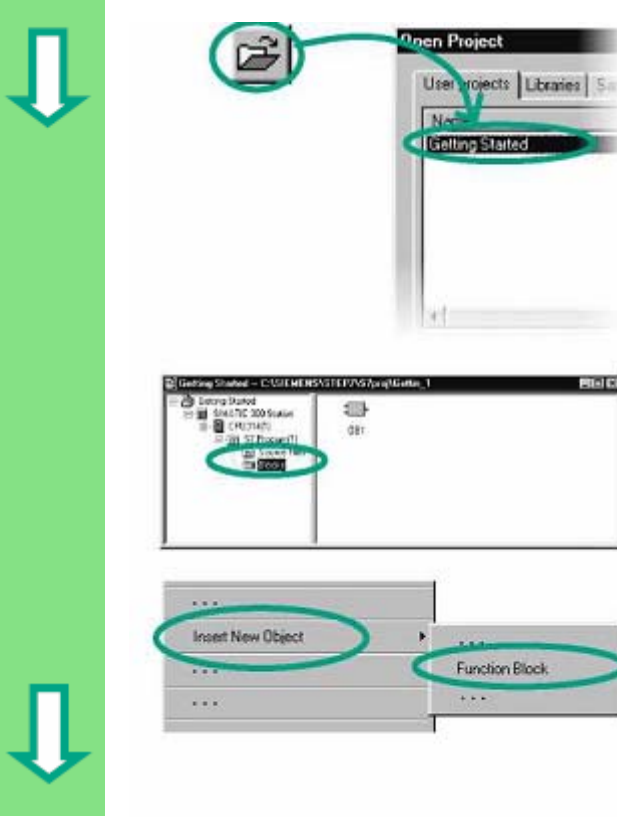 Open Project
User projects Libraries Sa
Name
Getting Started
Getting Started -- C:\SIEMENS\STEP7\S7proj\Gettin_1
Getting Started
SIMATIC 300 Station
CPU314(1)
S7 Program(1)
Source Files
Blocks
OB1
. . .
Insert New Object
. . .
. . .
. . .
Function Block
. . .